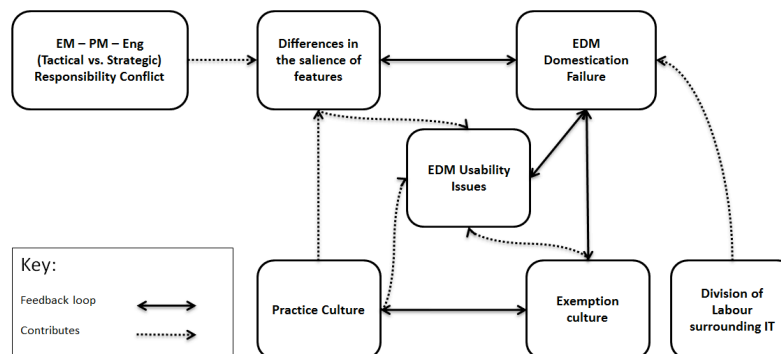 EM – PM – Eng
(Tactical vs. Strategic)
Responsibility Conflict
Differences in
the salience of
features
EDM
Domestication
Failure
EDM Usability
Issues
Key:
Feedback loop
Contributes
Practice Culture
Exemption
culture
Division of
Labour
surrounding IT